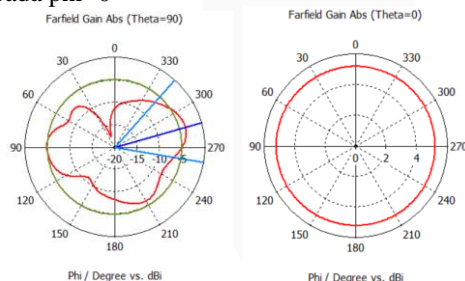 phi 0
Farfield Gain Abs (Theta=90)
Farfield Gain Abs (Theta=0)
0
30 330
60 300
90 -20 -15 -10 -5 270
120 240
150 210
180
Phi / Degree vs. dBi
0
30 330
60 300
90 0 2 4 270
120 240
150 210
180
Phi / Degree vs. dBi